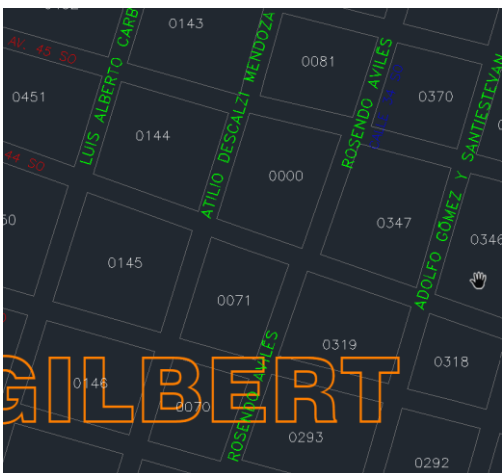 0143
AV. 45 SO
0081
0451
LUIS ALBERTO CARB
0144
ATILIO DESCALZI MENDOZA
ROSENDO AVILES
0370
SANTIESTEVAN
44 SO
0000
ADOLFO GÓMEZ Y
0347
0346
60
0145
0071
ROSENDO AVILES
0319
0318
GILBERT
0146
0070
0293
0292